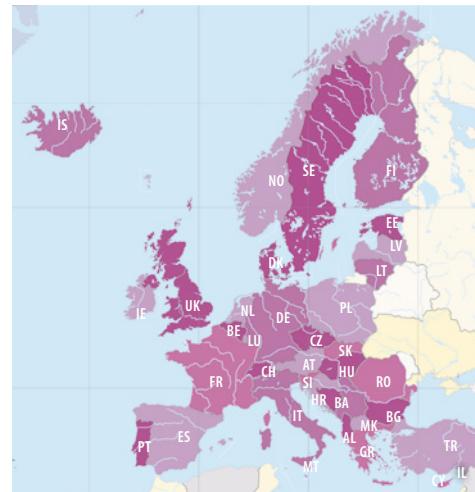 IS
NO
SE
FI
EE
LV
DK
LT
IE
UK
NL
PL
BE
DE
LU
CZ
SK
FR
CH
AT
HU
SI
RO
HR
BA
IT
BG
PT
ES
MK
AL
TR
GR
MT
CY
IL